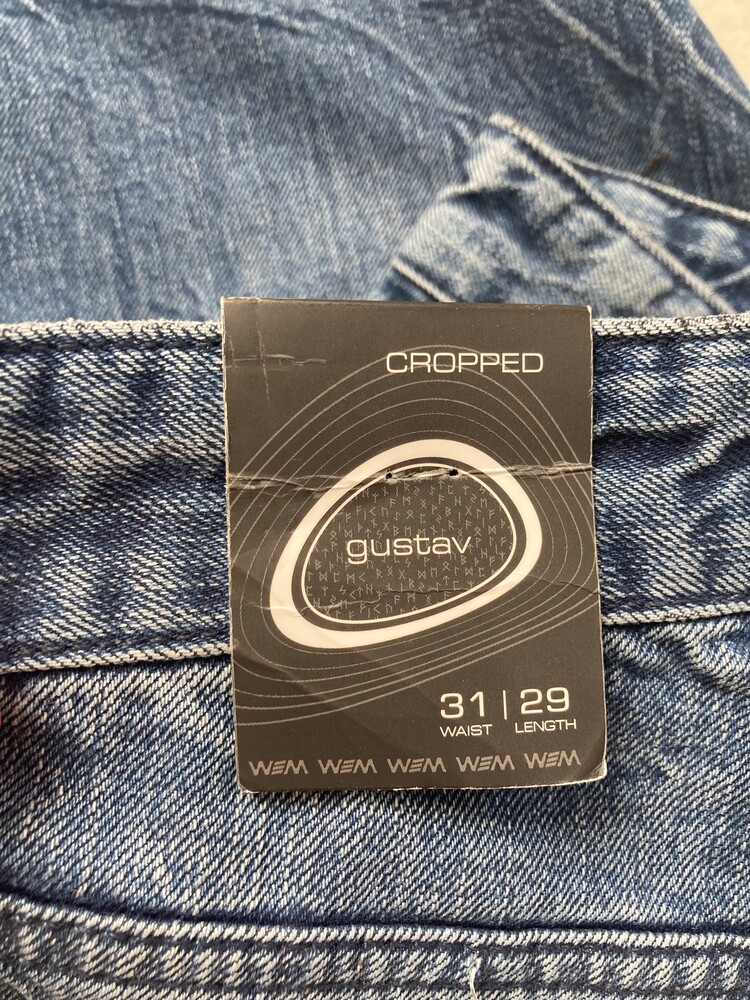 CROPPED
gustav
31 | 29
WAIST LENGTH
WEM WEM WEM WEM WEM